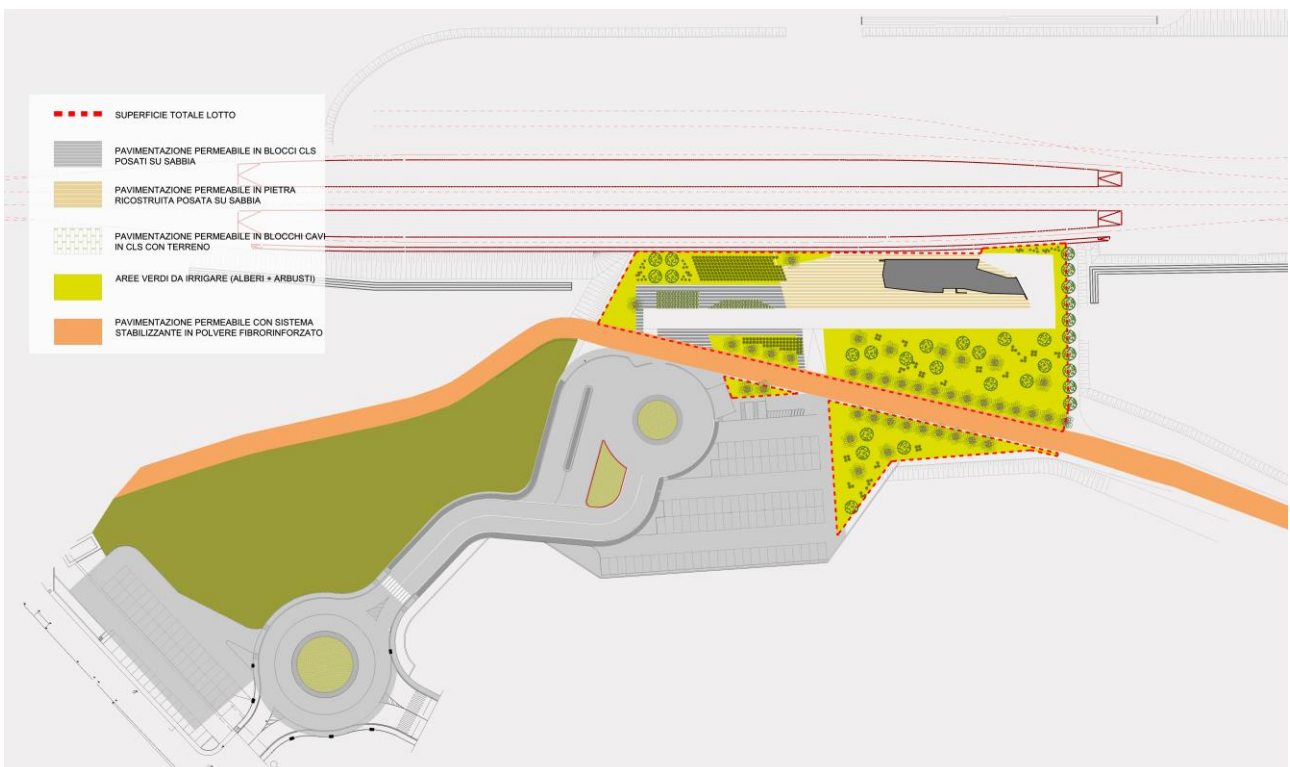 SUPERFICIE TOTALE LOTTO
PAVIMENTAZIONE PERMEABILE IN BLOCCI CLS
POSATI SU SABBIA
PAVIMENTAZIONE PERMEABILE IN PIETRA
RICOSTRUITA POSATA SU SABBIA
PAVIMENTAZIONE PERMEABILE IN BLOCCHI CAVI
IN CLS CON TERRENO
AREE VERDI DA IRRIGARE (ALBERI + ARBUSTI)
PAVIMENTAZIONE PERMEABILE CON SISTEMA
STABILIZZANTE IN POLVERE FIBRORINFORZATO